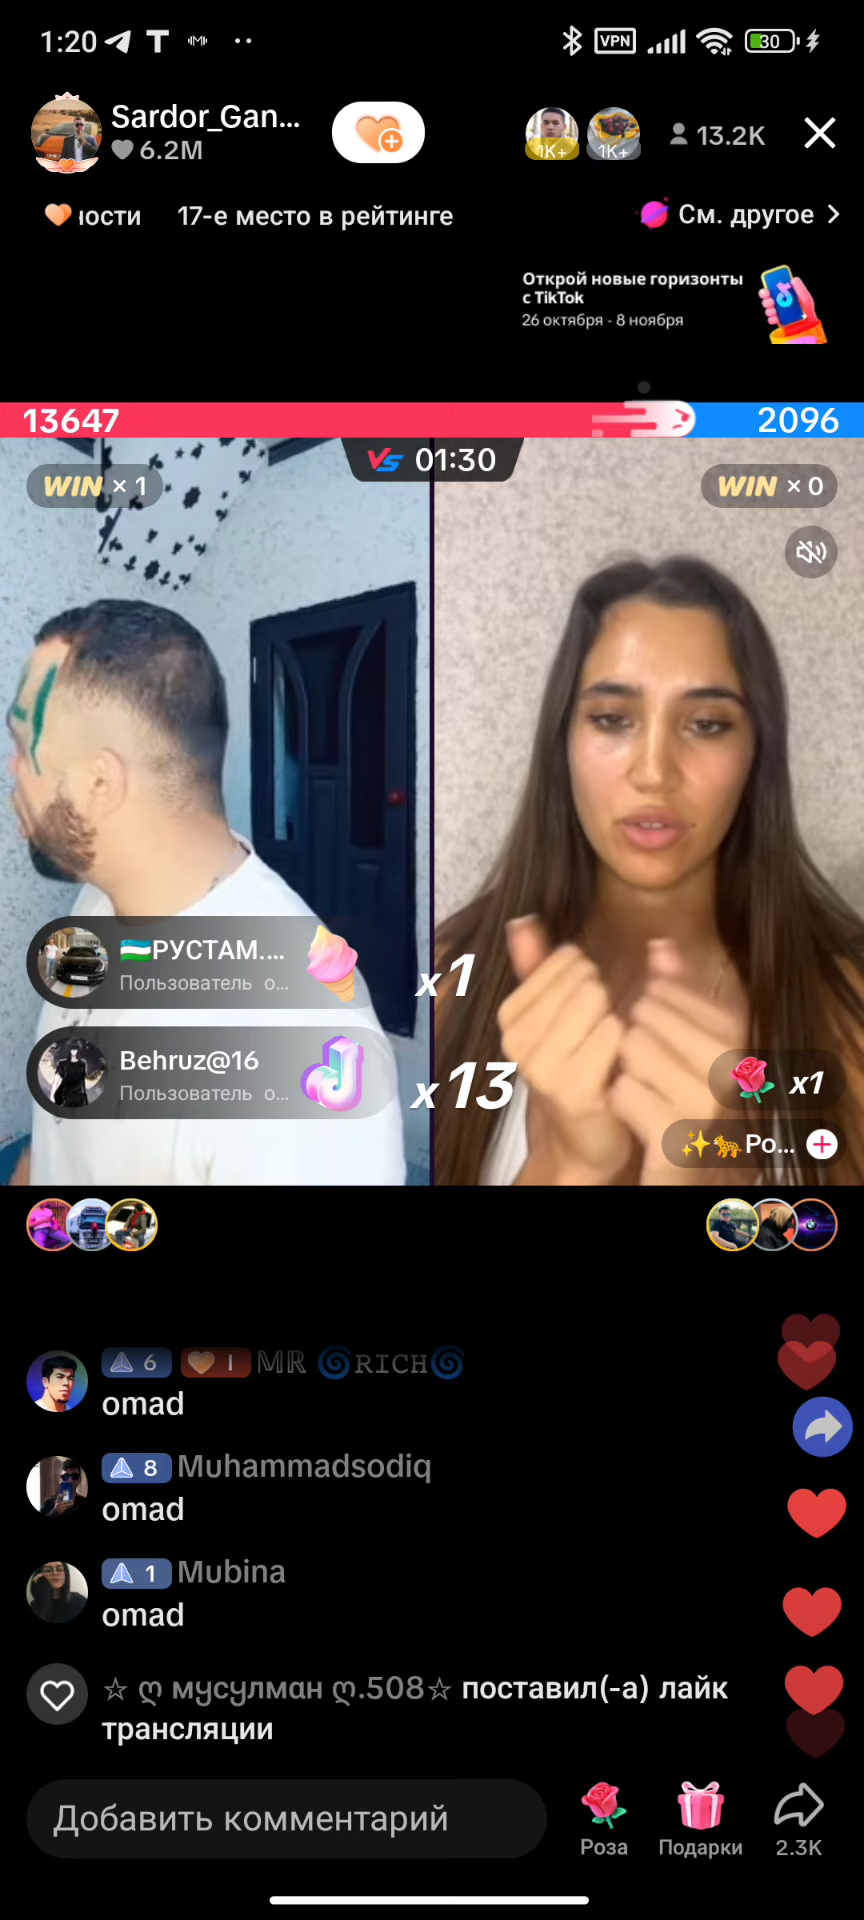 1:20
VPN
30
Sardor_Gan...
6.2M
1K+
1K+
13.2K
ности
17-е место в рейтинге
См. другое
Открой новые горизонты
с TikTok
26 октября - 8 ноября
13647
2096
VS 01:30
WIN × 1
WIN × 0
РУСТАМ....
Пользователь о...
x1
Behruz@16
Пользователь о...
x13
x1
Ро...
6
I
𝕄ℝ 🌀RICH🌀
omad
8
Muhammadsodiq
omad
1
Mubina
omad
☆ ღ мусулман ღ.508☆ поставил(-а) лайк
трансляции
Добавить комментарий
Роза
Подарки
2.3K